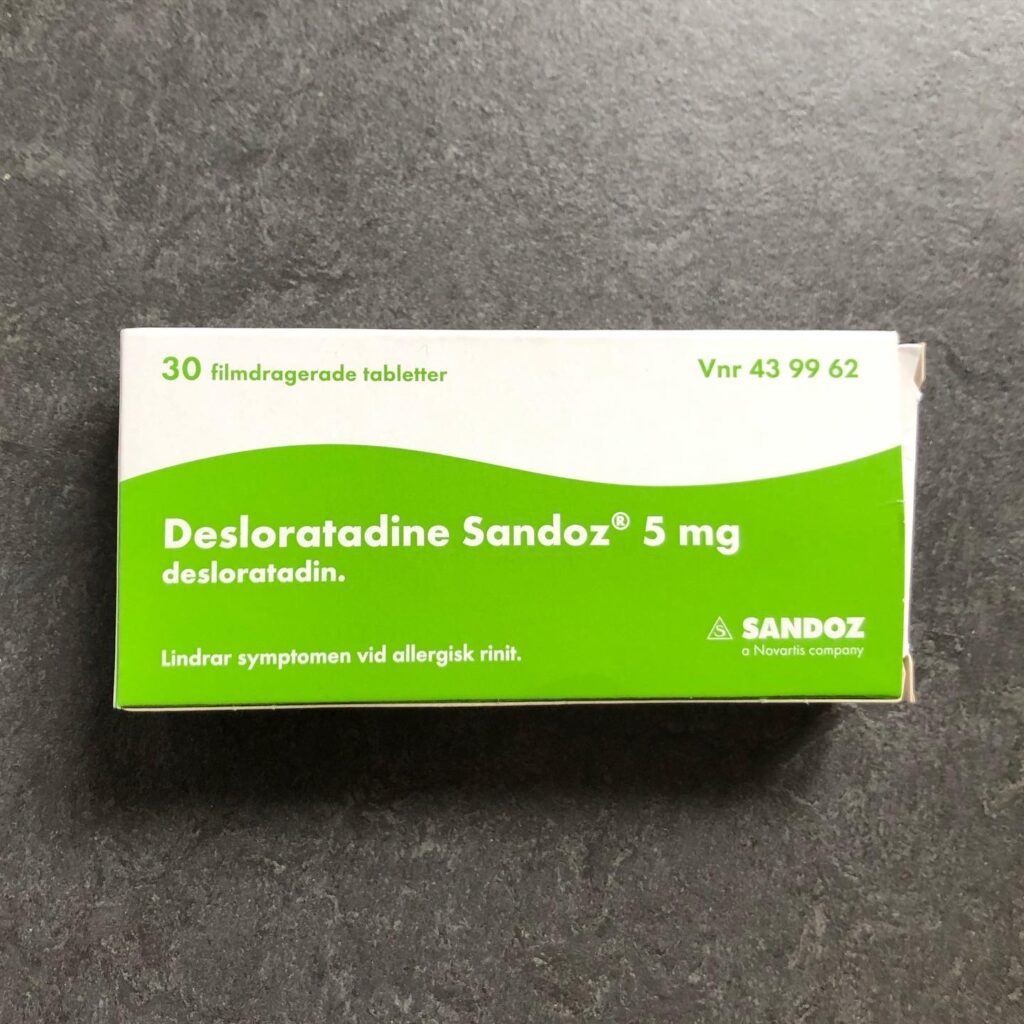 30 filmdragerade tabletter
Vnr 43 99 62
Desloratadine Sandoz® 5 mg
desloratadin.
SANDOZ
a Novartis company
Lindrar symptomen vid allergisk rinit.